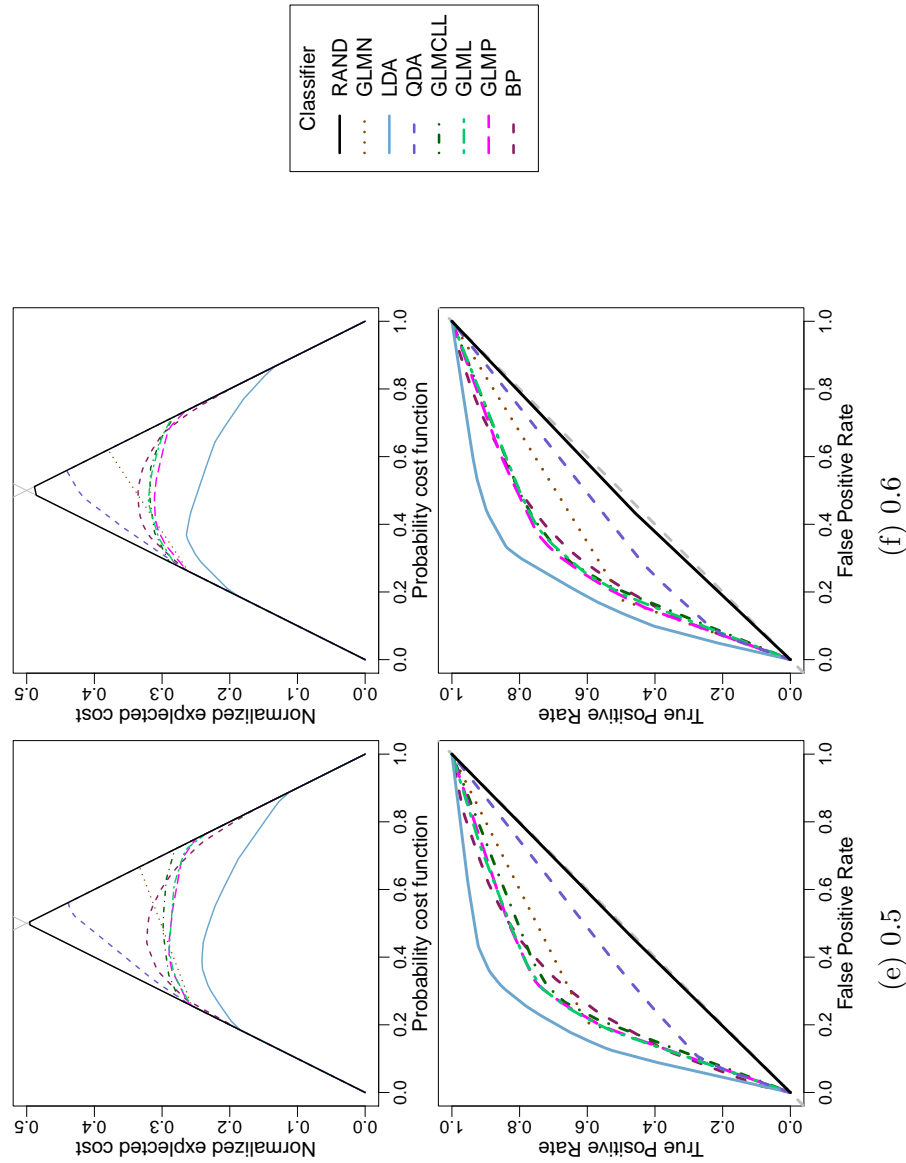 0.0 0.1 0.2 0.3 0.4 0.5
Normalized explected cost
0.0 0.2 0.4 0.6 0.8 1.0
Probability cost function
0.0 0.2 0.4 0.6 0.8 1.0
True Positive Rate
0.0 0.2 0.4 0.6 0.8 1.0
False Positive Rate
(e) 0.5
0.0 0.1 0.2 0.3 0.4 0.5
Normalized explected cost
0.0 0.2 0.4 0.6 0.8 1.0
Probability cost function
0.0 0.2 0.4 0.6 0.8 1.0
True Positive Rate
0.0 0.2 0.4 0.6 0.8 1.0
False Positive Rate
(f) 0.6
Classifier
RAND
GLMN
LDA
QDA
GLMCLL
GLML
GLMP
BP